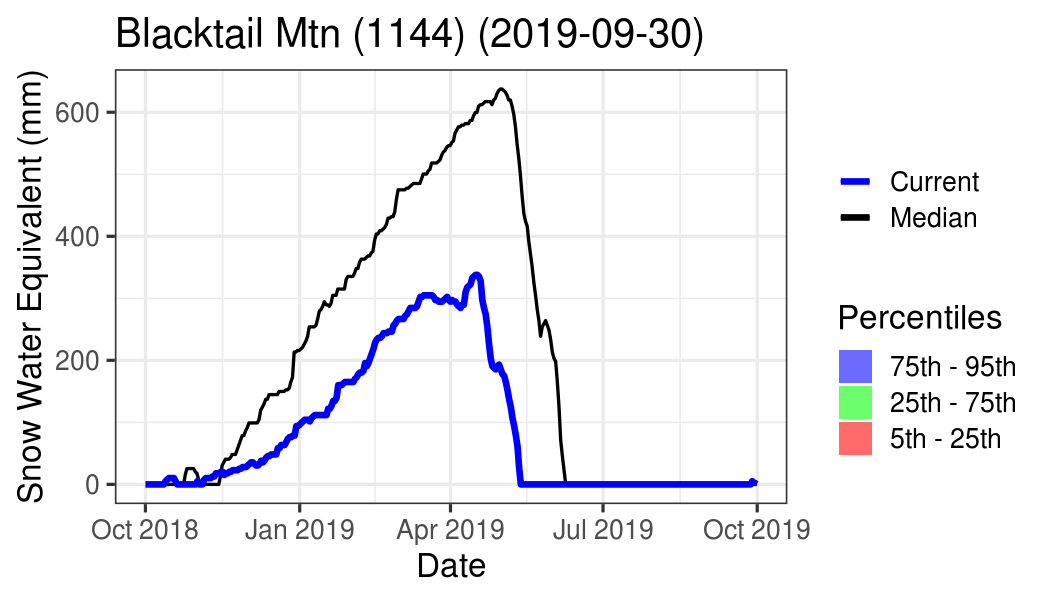 Blacktail Mtn (1144) (2019-09-30)
Snow Water Equivalent (mm)
600
400
200
0
Oct 2018
Jan 2019
Apr 2019
Jul 2019
Oct 2019
Date
Current
Median
Percentiles
75th - 95th
25th - 75th
5th - 25th